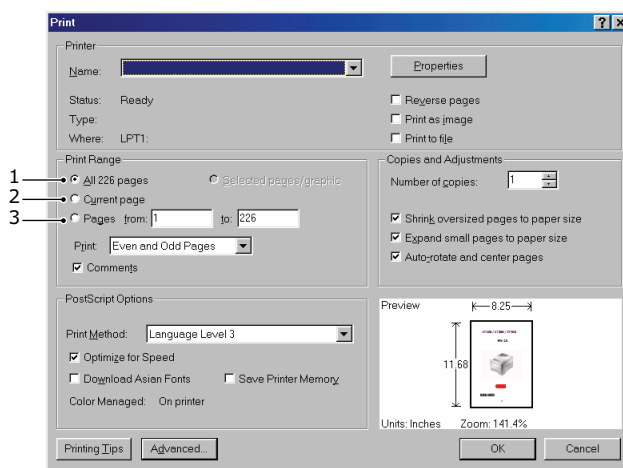 Print
Printer
Name:
Properties
Status: Ready
Type:
Where: LPT1:
Reverse pages
Print as image
Print to file
Print Range
1
All 226 pages
Selected pages/graphic
2
Current page
3
Pages from: 1 to: 226
Print: Even and Odd Pages
Comments
Copies and Adjustments
Number of copies: 1
Shrink oversized pages to paper size
Expand small pages to paper size
Auto-rotate and center pages
PostScript Options
Print Method: Language Level 3
Optimize for Speed
Download Asian Fonts
Save Printer Memory
Color Managed: On printer
Preview
8.25
11.68
Units: Inches Zoom: 141.4%
Printing Tips
Advanced...
OK
Cancel